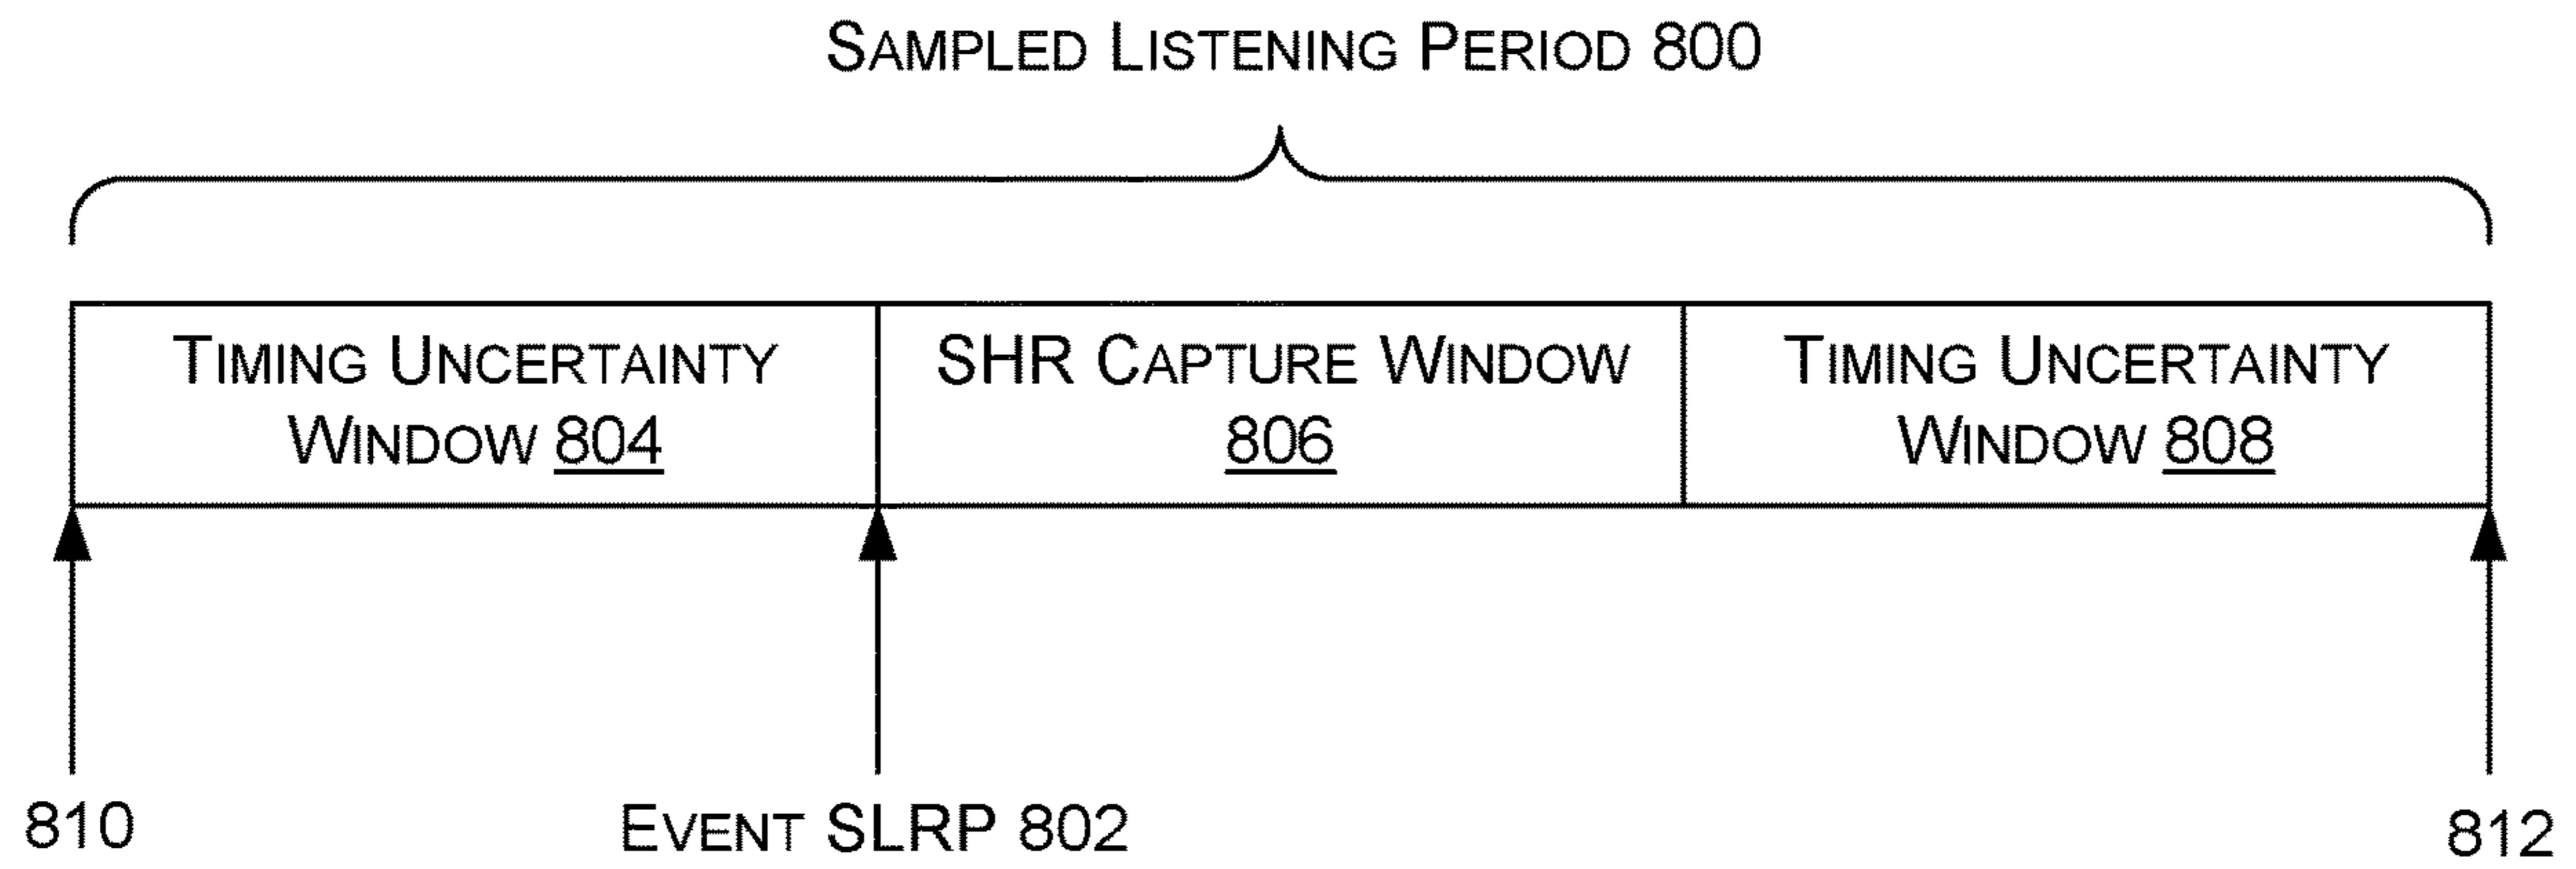 SAMPLED LISTENING PERIOD 800
TIMING UNCERTAINTY
WINDOW 804
SHR CAPTURE WINDOW
806
TIMING UNCERTAINTY
WINDOW 808
810
EVENT SLRP 802
812